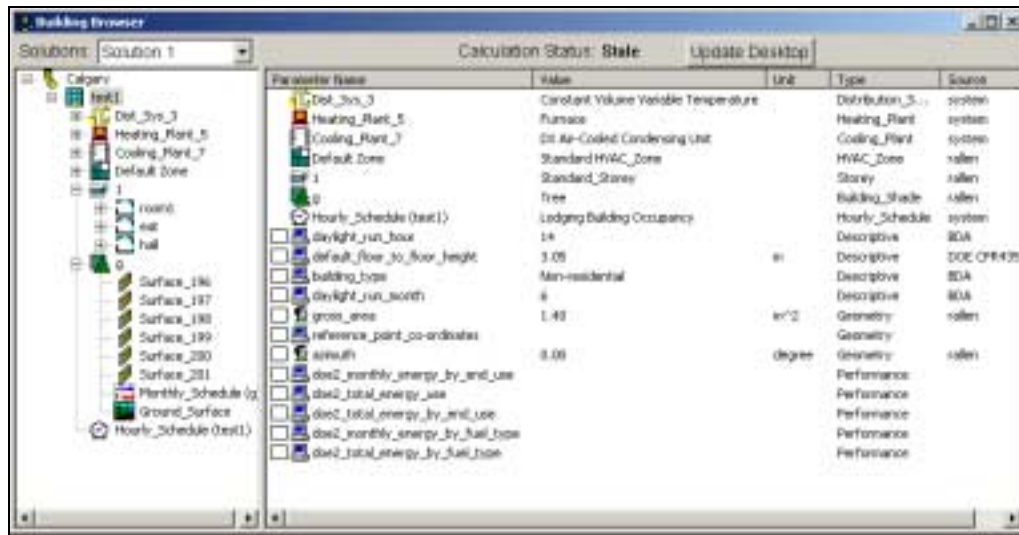 Building Browser
Solutions: Solution 1 Calculation Status: Stale Update Desktop
Calgary
test1
Dist_Sys_3
Heating_Plant_5
Cooling_Plant_7
Default Zone
1
room6
eat
hall
g
Surface_196
Surface_197
Surface_198
Surface_199
Surface_200
Surface_201
Monthly_Schedule (g
Ground_Surface
Hourly_Schedule (test1)
Parameter Name Value Unit Type Source
Dist_Sys_3 Constant Volume Variable Temperature Distribution_S... system
Heating_Plant_5 Furnace Heating_Plant system
Cooling_Plant_7 DX Air-Cooled Condensing Unit Cooling_Plant system
Default Zone Standard HVAC_Zone HVAC_Zone rallen
1 Standard_Storey Storey rallen
g Tree Building_Shade rallen
Hourly_Schedule (test1) Lodging Building Occupancy Hourly_Schedule system
daylight_run_hour 14 Descriptive BDA
default_floor_to_floor_height 3.05 m Descriptive DOE CFR435
building_type Non-residential Descriptive BDA
daylight_run_month 6 Descriptive BDA
gross_area 1.40 m^2 Geometry rallen
reference_point_co-ordinates Geometry
azimuth 0.00 degree Geometry rallen
doe2_monthly_energy_by_end_use Performance
doe2_total_energy_use Performance
doe2_total_energy_by_end_use Performance
doe2_monthly_energy_by_fuel_type Performance
doe2_total_energy_by_fuel_type Performance